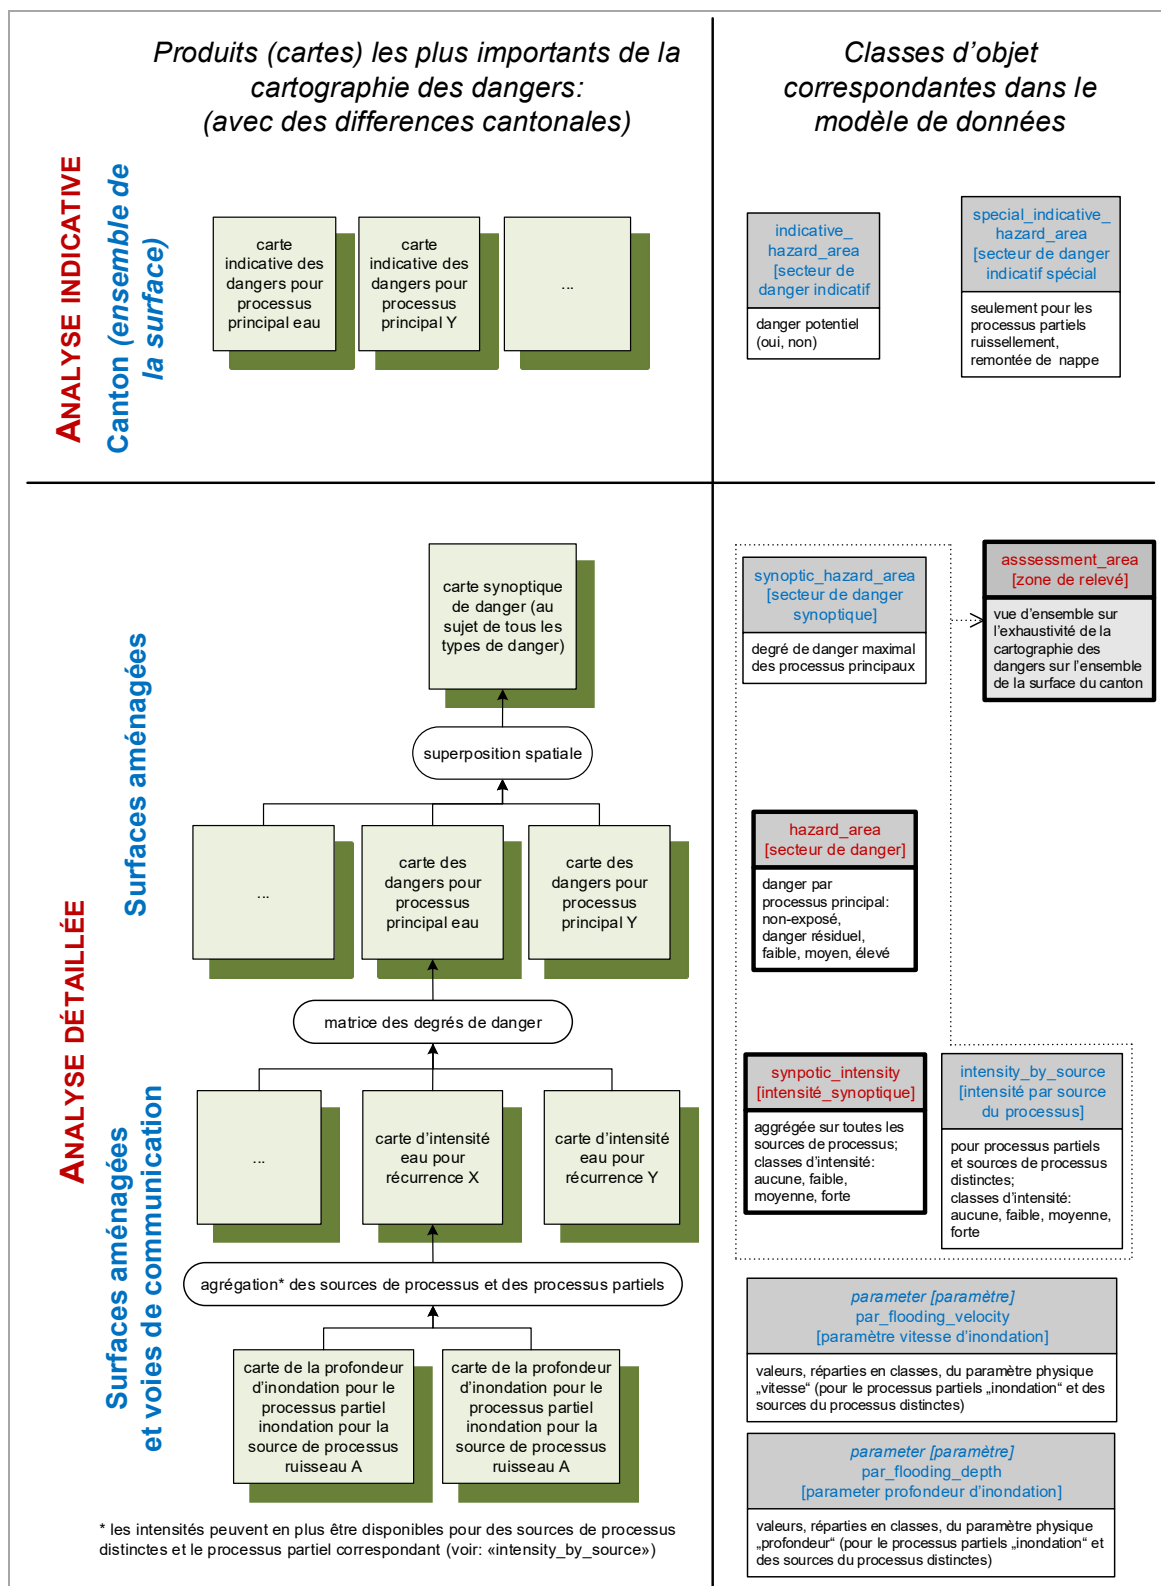 Produits (cartes) les plus importants de la
cartographie des dangers:
(avec des differences cantonales)
Classes d'objet
correspondantes dans le
modèle de données
ANALYSE INDICATIVE
Canton (ensemble de
la surface)
carte
indicative des
dangers pour
processus
principal eau
carte
indicative des
dangers pour
processus
principal Y
...
indicative_
hazard_area
[secteur de
danger indicatif
danger potentiel
(oui, non)
special_indicative_
hazard_area
[secteur de danger
indicatif spécial
seulement pour les
processus partiels
ruissellement,
remontée de nappe
ANALYSE DÉTAILLÉE
Surfaces aménagées
carte synoptique
de danger (au
sujet de tous les
types de danger)
superposition spatiale
...
carte des
dangers pour
processus
principal eau
carte des
dangers pour
processus
principal Y
matrice des degrés de danger
synoptic_hazard_area
[secteur de danger
synoptique]
degré de danger maximal
des processus principaux
asssessment_area
[zone de relevé]
vue d'ensemble sur
l'exhaustivité de la
cartographie des
dangers sur l'ensemble
de la surface du canton
hazard_area
[secteur de danger]
danger par
processus principal:
non-exposé,
danger résiduel,
faible, moyen, élevé
Surfaces aménagées
et voies de communication
...
carte d'intensité
eau pour
récurrence X
carte d'intensité
eau pour
récurrence Y
agrégation* des sources de processus et des processus partiels
carte de la profondeur
d'inondation pour le
processus partiel
inondation pour la
source de processus
ruisseau A
carte de la profondeur
d'inondation pour le
processus partiel
inondation pour la
source de processus
ruisseau A
* les intensités peuvent en plus être disponibles pour des sources de processus
distinctes et le processus partiel correspondant (voir: «intensity_by_source»)
synpotic_intensity
[intensité_synoptique]
aggrégée sur toutes les
sources de processus;
classes d'intensité:
aucune, faible,
moyenne, forte
intensity_by_source
[intensité par source
du processus]
pour processus partiels
et sources de processus
distinctes;
classes d'intensité:
aucune, faible, moyenne,
forte
parameter [paramètre]
par_flooding_velocity
[paramètre vitesse d'inondation]
valeurs, réparties en classes, du paramètre physique
„vitesse“ (pour le processus partiels „inondation“ et des
sources du processus distinctes)
parameter [paramètre]
par_flooding_depth
[parameter profondeur d'inondation]
valeurs, réparties en classes, du paramètre physique
„profondeur“ (pour le processus partiels „inondation“ et
des sources du processus distinctes)